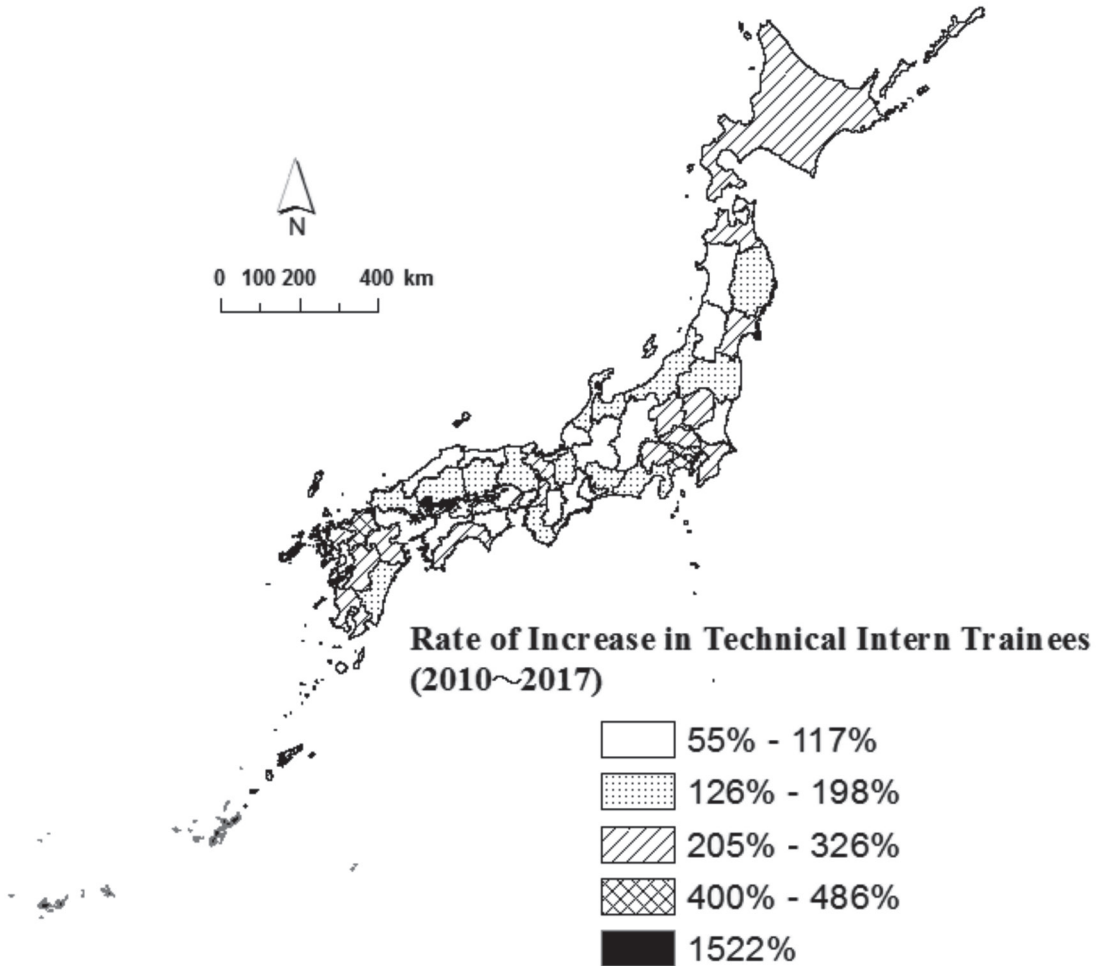 N
0 100 200 400 km
Rate of Increase in Technical Intern Trainees
(2010～2017)
55% - 117%
126% - 198%
205% - 326%
400% - 486%
1522%